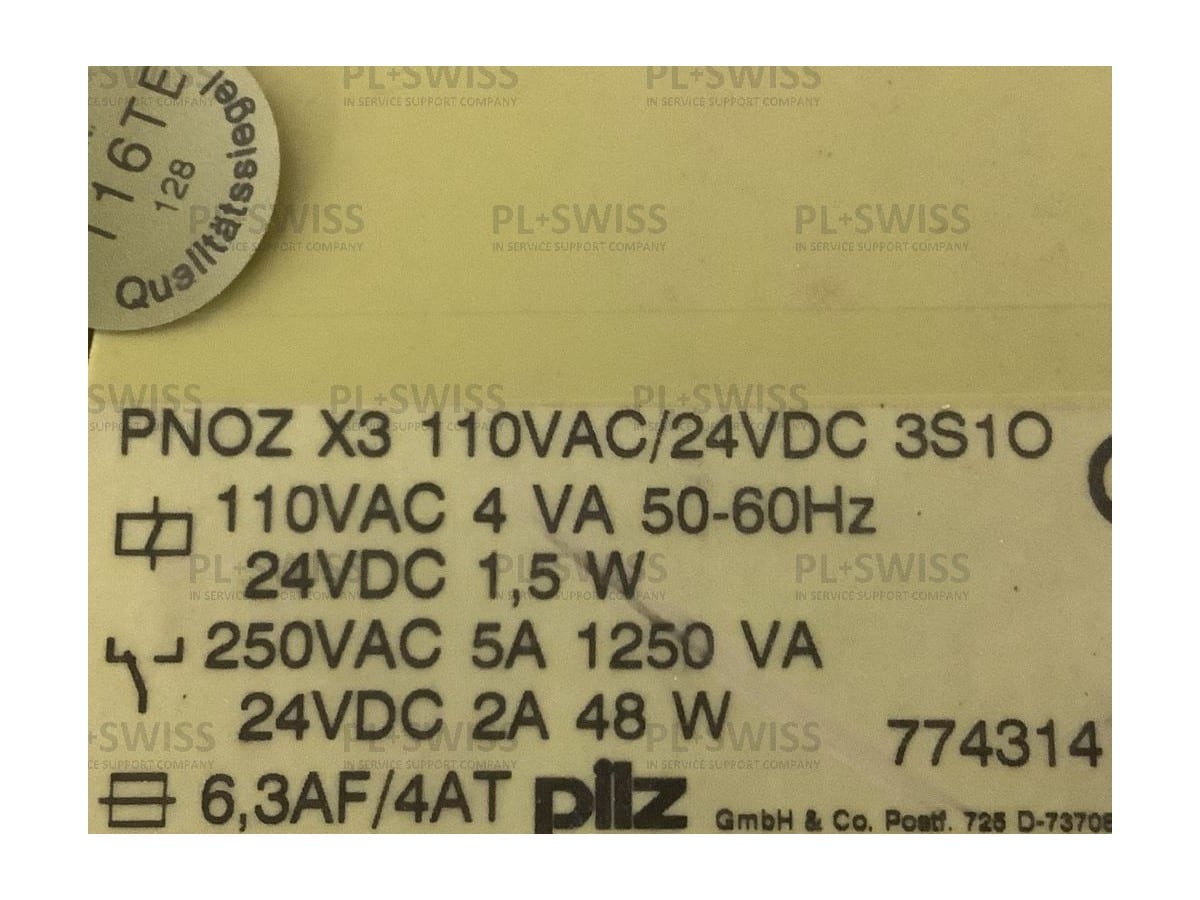 116TE
128
Qualitätssiegel
PNOZ X3 110VAC/24VDC 3S1O
110VAC 4 VA 50-60Hz
24VDC 1,5 W
250VAC 5A 1250 VA
24VDC 2A 48 W
774314
6,3AF/4AT pilz
GmbH & Co. Postf. 725 D-7370
PL+SWISS
IN SERVICE SUPPORT COMPANY